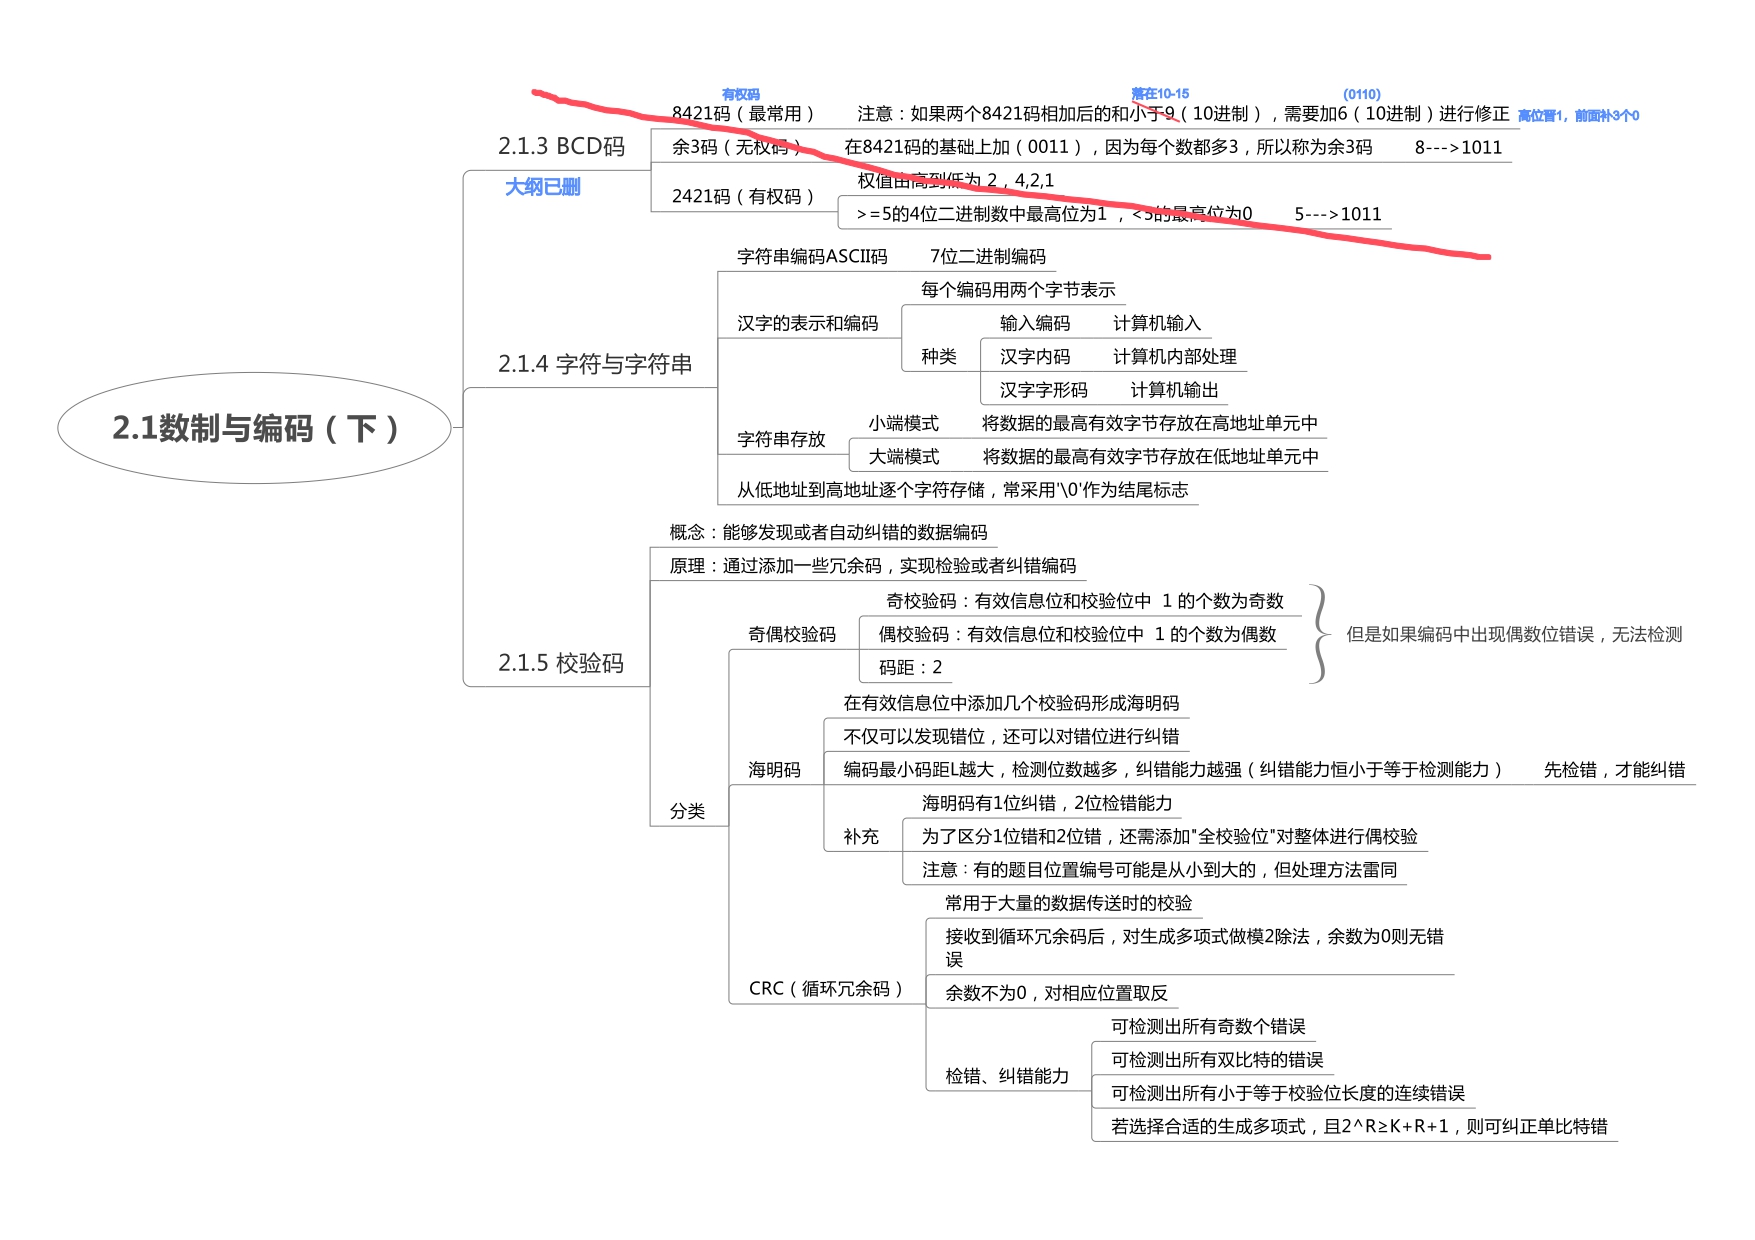 2.1数制与编码（下）
2.1.3 BCD码
大纲已删
有权码
8421码（最常用）
落在10-15
(0110)
注意：如果两个8421码相加后的和小于9（10进制），需要加6（10进制）进行修正
高位置1，前面补3个0
余3码（无权码）
在8421码的基础上加（0011），因为每个数都多3，所以称为余3码
8--->1011
2421码（有权码）
权值由高到低为 2，4,2,1
>=5的4位二进制数中最高位为1 ，<5的最高位为0
5--->1011
2.1.4 字符与字符串
字符串编码ASCII码
7位二进制编码
汉字的表示和编码
每个编码用两个字节表示
种类
输入编码
计算机输入
汉字内码
计算机内部处理
汉字字形码
计算机输出
字符串存放
小端模式
将数据的最高有效字节存放在高地址单元中
大端模式
将数据的最高有效字节存放在低地址单元中
从低地址到高地址逐个字符存储，常采用'\0'作为结尾标志
2.1.5 校验码
概念：能够发现或者自动纠错的数据编码
原理：通过添加一些冗余码，实现检验或者纠错编码
分类
奇偶校验码
奇校验码：有效信息位和校验位中 1 的个数为奇数
偶校验码：有效信息位和校验位中 1 的个数为偶数
码距：2
但是如果编码中出现偶数位错误，无法检测
海明码
在有效信息位中添加几个校验码形成海明码
不仅可以发现错位，还可以对错位进行纠错
编码最小码距L越大，检测位数越多，纠错能力越强（纠错能力恒小于等于检测能力）
先检错，才能纠错
补充
海明码有1位纠错，2位检错能力
为了区分1位错和2位错，还需添加"全校验位"对整体进行偶校验
注意：有的题目位置编号可能是从小到大的，但处理方法雷同
CRC（循环冗余码）
常用于大量的数据传送时的校验
接收到循环冗余码后，对生成多项式做模2除法，余数为0则无错
误
余数不为0，对相应位置取反
检错、纠错能力
可检测出所有奇数个错误
可检测出所有双比特的错误
可检测出所有小于等于校验位长度的连续错误
若选择合适的生成多项式，且2^R≥K+R+1，则可纠正单比特错